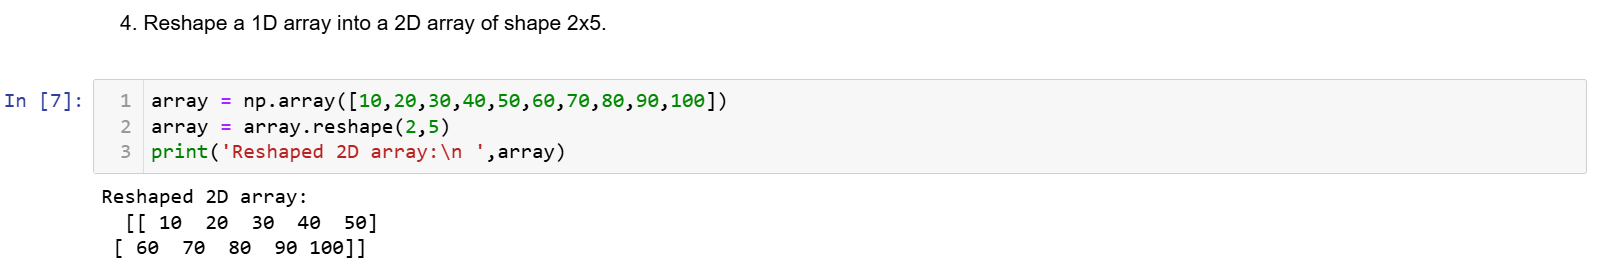 4. Reshape a 1D array into a 2D array of shape 2x5.
In [7]:
1 array = np.array([10,20,30,40,50,60,70,80,90,100])
2 array = array.reshape(2,5)
3 print('Reshaped 2D array:\n ',array)
Reshaped 2D array:
  [[ 10  20  30  40  50]
 [ 60  70  80  90 100]]